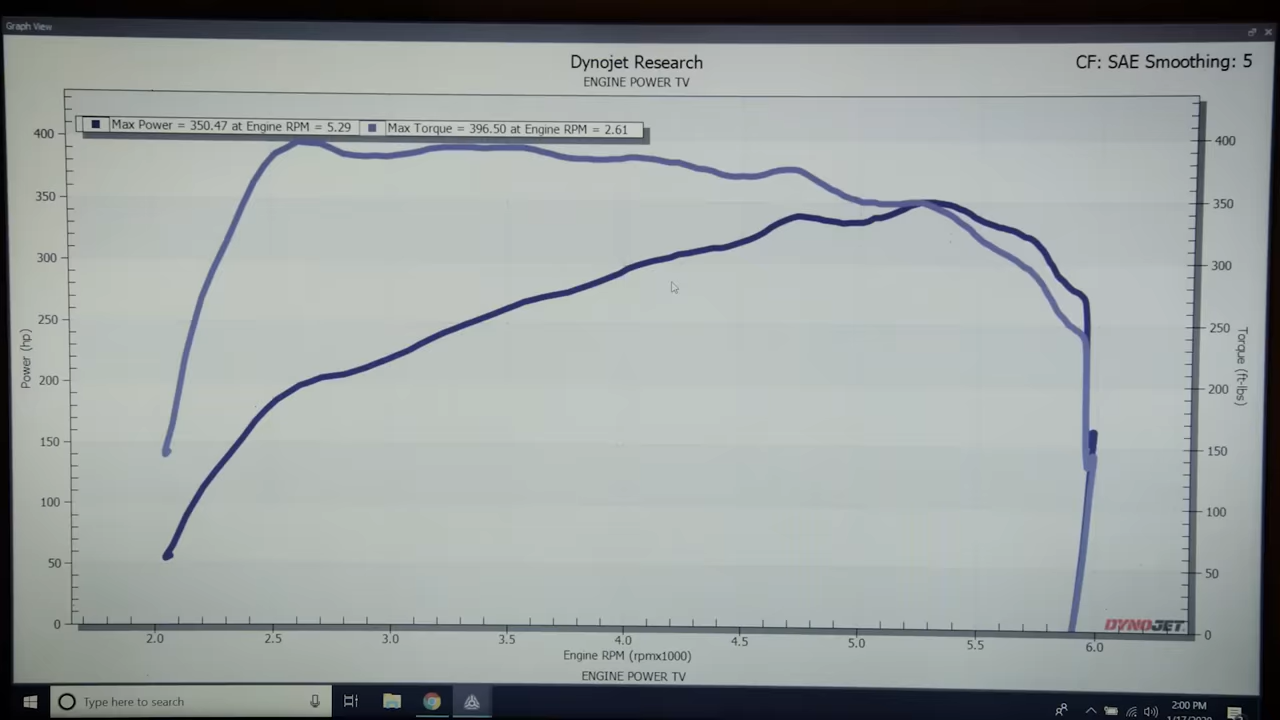 Graph View
Dynojet Research
CF: SAE Smoothing: 5
ENGINE POWER TV
Max Power = 350.47 at Engine RPM = 5.29
Max Torque = 396.50 at Engine RPM = 2.61
400
350
300
250
200
150
100
50
0
Power (hp)
400
350
300
250
200
150
100
50
0
Torque (ft-lbs)
DYNOJET
2.0 2.5 3.0 3.5 4.0 4.5 5.0 5.5 6.0
Engine RPM (rpmx1000)
ENGINE POWER TV
Type here to search
2:00 PM